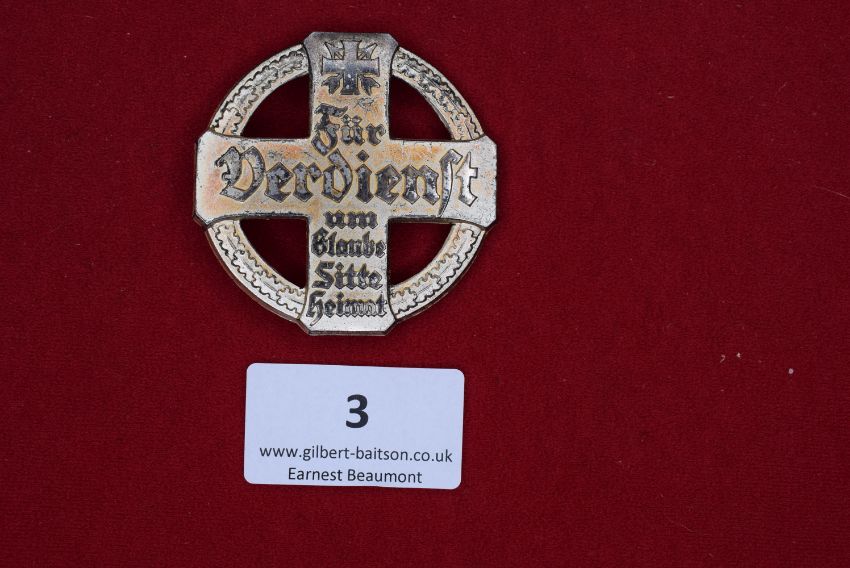 Für
Verdienst
um
Glaube
Sitte
Heimat
3
www.gilbert-baitson.co.uk
Earnest Beaumont